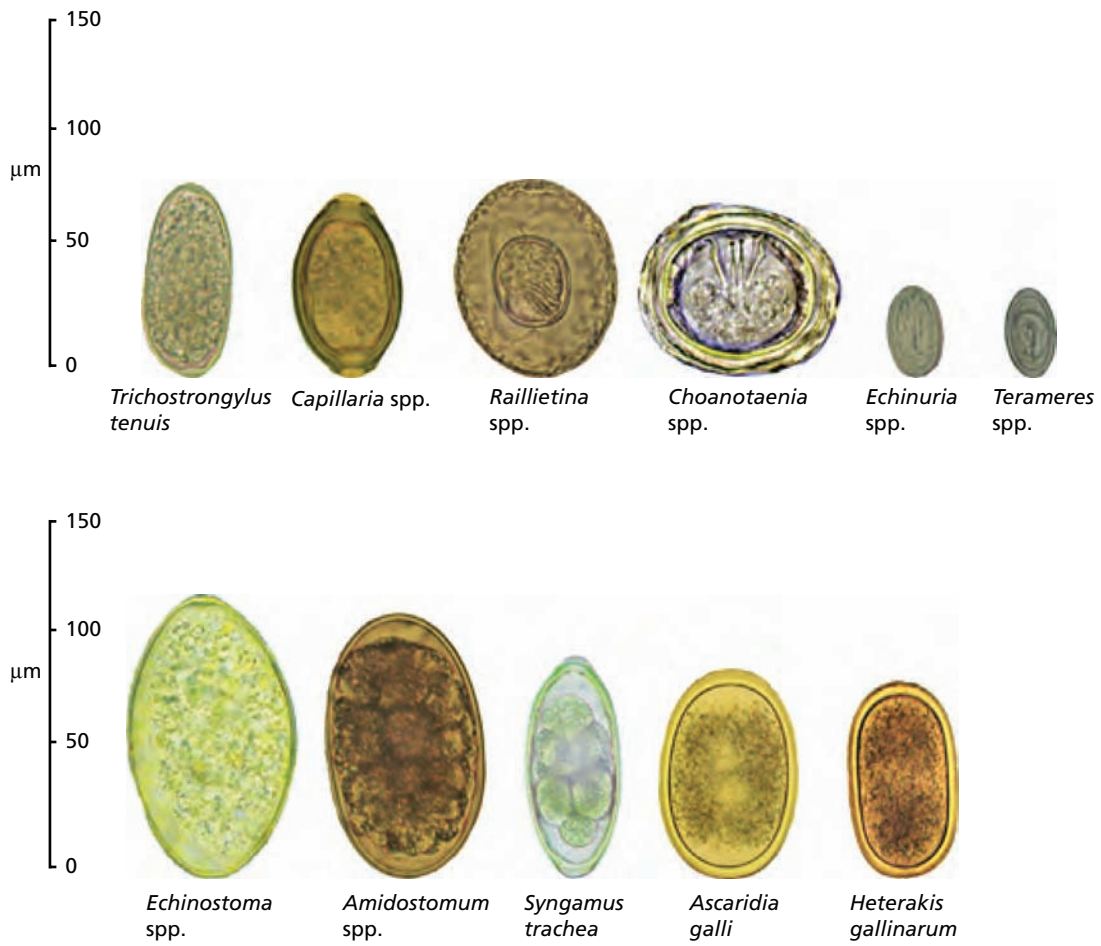 150
100
μm
50
0
Trichostrongylus tenuis
Capillaria spp.
Raillietina spp.
Choanotaenia spp.
Echinuria spp.
Terameres spp.
150
100
μm
50
0
Echinostoma spp.
Amidostomum spp.
Syngamus trachea
Ascaridia galli
Heterakis gallinarum